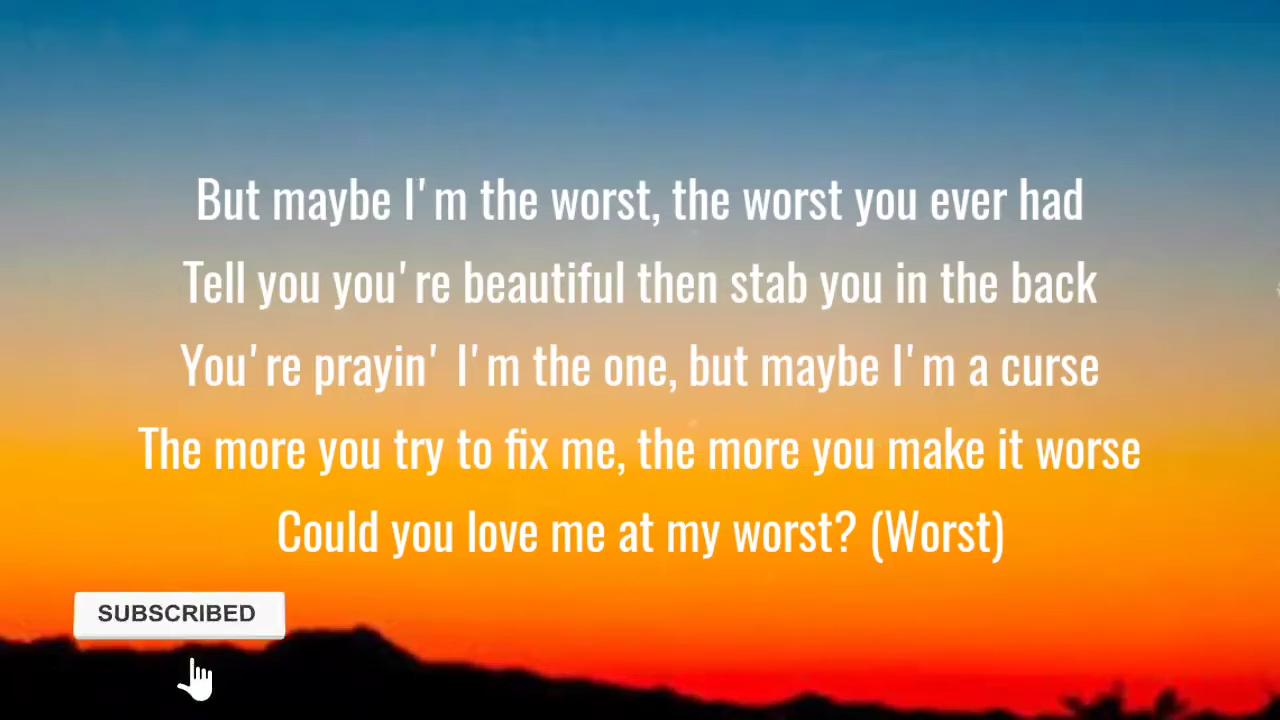 But maybe I'm the worst, the worst you ever had
Tell you you're beautiful then stab you in the back
You're prayin' I'm the one, but maybe I'm a curse
The more you try to fix me, the more you make it worse
Could you love me at my worst? (Worst)
SUBSCRIBED